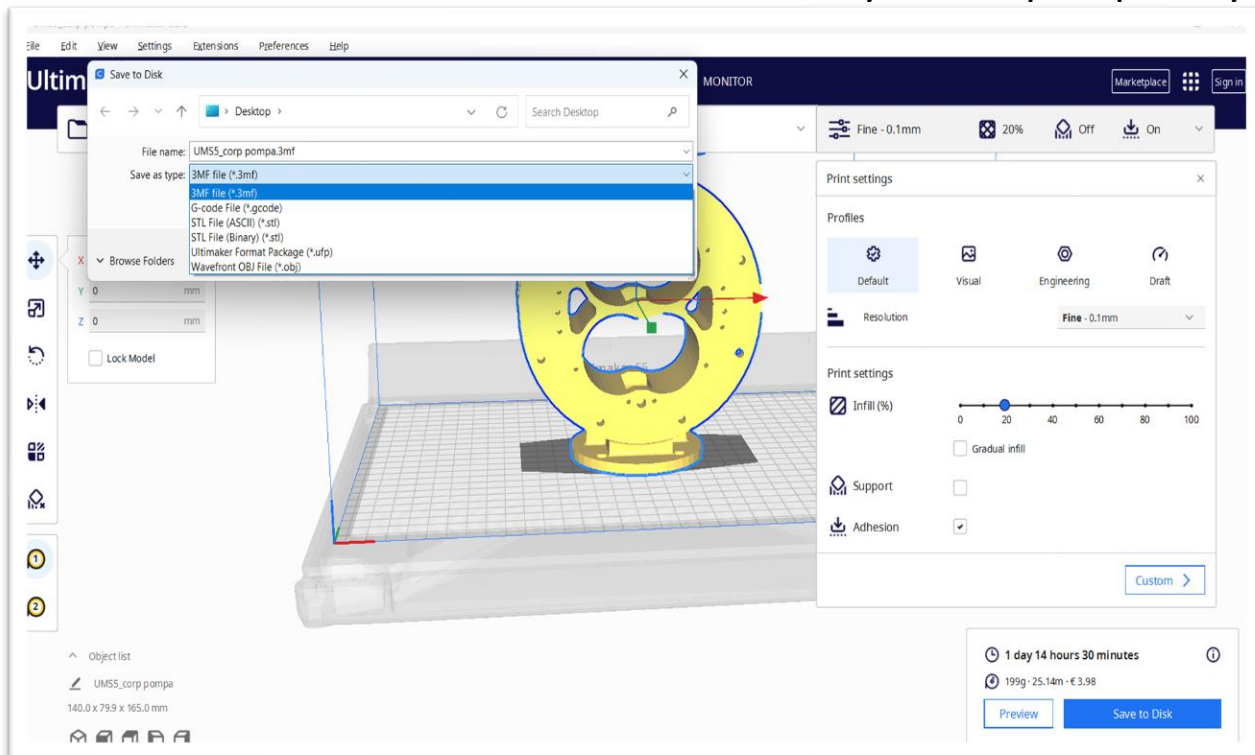 File Edit View Settings Extensions Preferences Help
Ultim
Save to Disk
MONITOR
Marketplace
Sign in
Desktop
Search Desktop
Fine - 0.1mm 20% Off On
File name: UMS5_corp pompa.3mf
Save as type: 3MF file (*.3mf)
3MF file (*.3mf)
G-code File (*.gcode)
STL File (ASCII) (*.stl)
STL File (Binary) (*.stl)
Ultimaker Format Package (*.ufp)
Wavefront OBJ File (*.obj)
Browse Folders
X
Y 0 mm
Z 0 mm
Lock Model
Print settings
Profiles
Default Visual Engineering Draft
Resolution Fine - 0.1mm
Print settings
Infill (%)
0 20 40 60 80 100
Gradual infill
Support
Adhesion
Custom
1
2
Object list
UMS5_corp pompa
140.0 x 79.9 x 165.0 mm
1 day 14 hours 30 minutes
199g · 25.14m · € 3.98
Preview Save to Disk